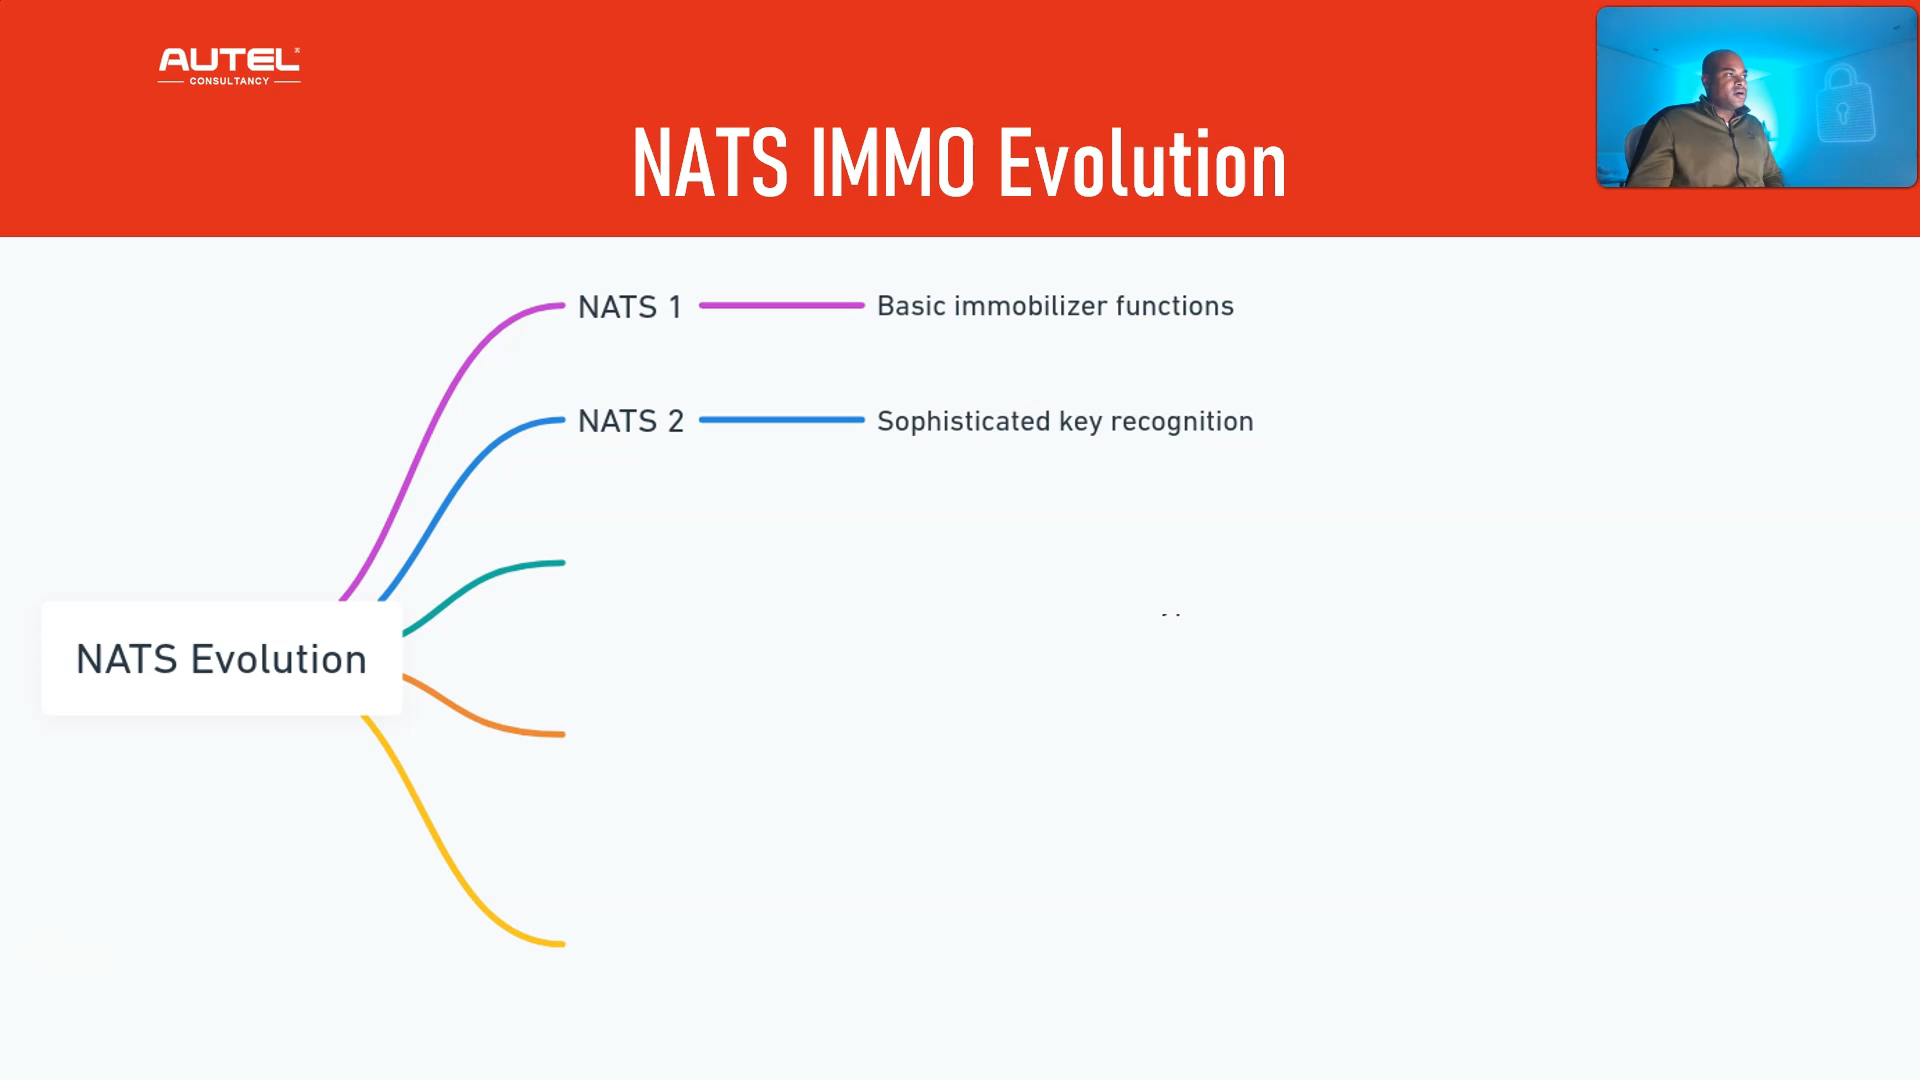 AUTEL
CONSULTANCY
NATS IMMO Evolution
NATS 1
Basic immobilizer functions
NATS 2
Sophisticated key recognition
NATS Evolution